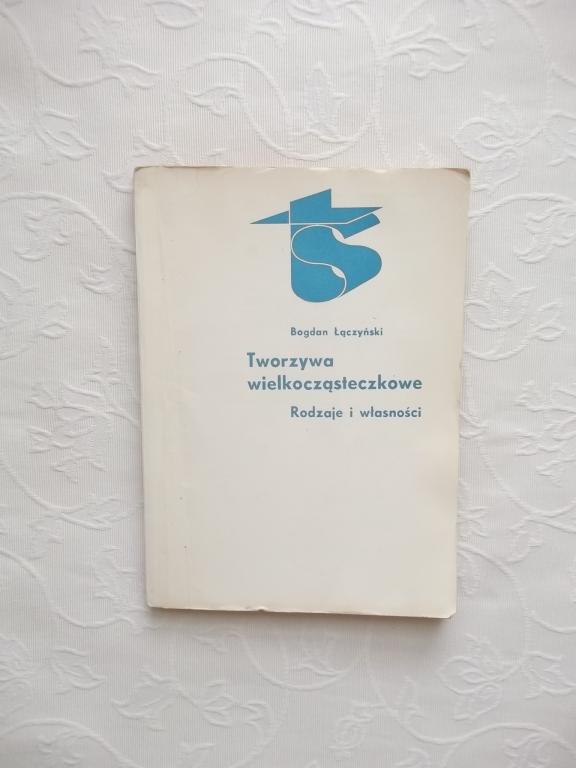 Bogdan Łączyński
Tworzywa
wielkocząsteczkowe
Rodzaje i własności